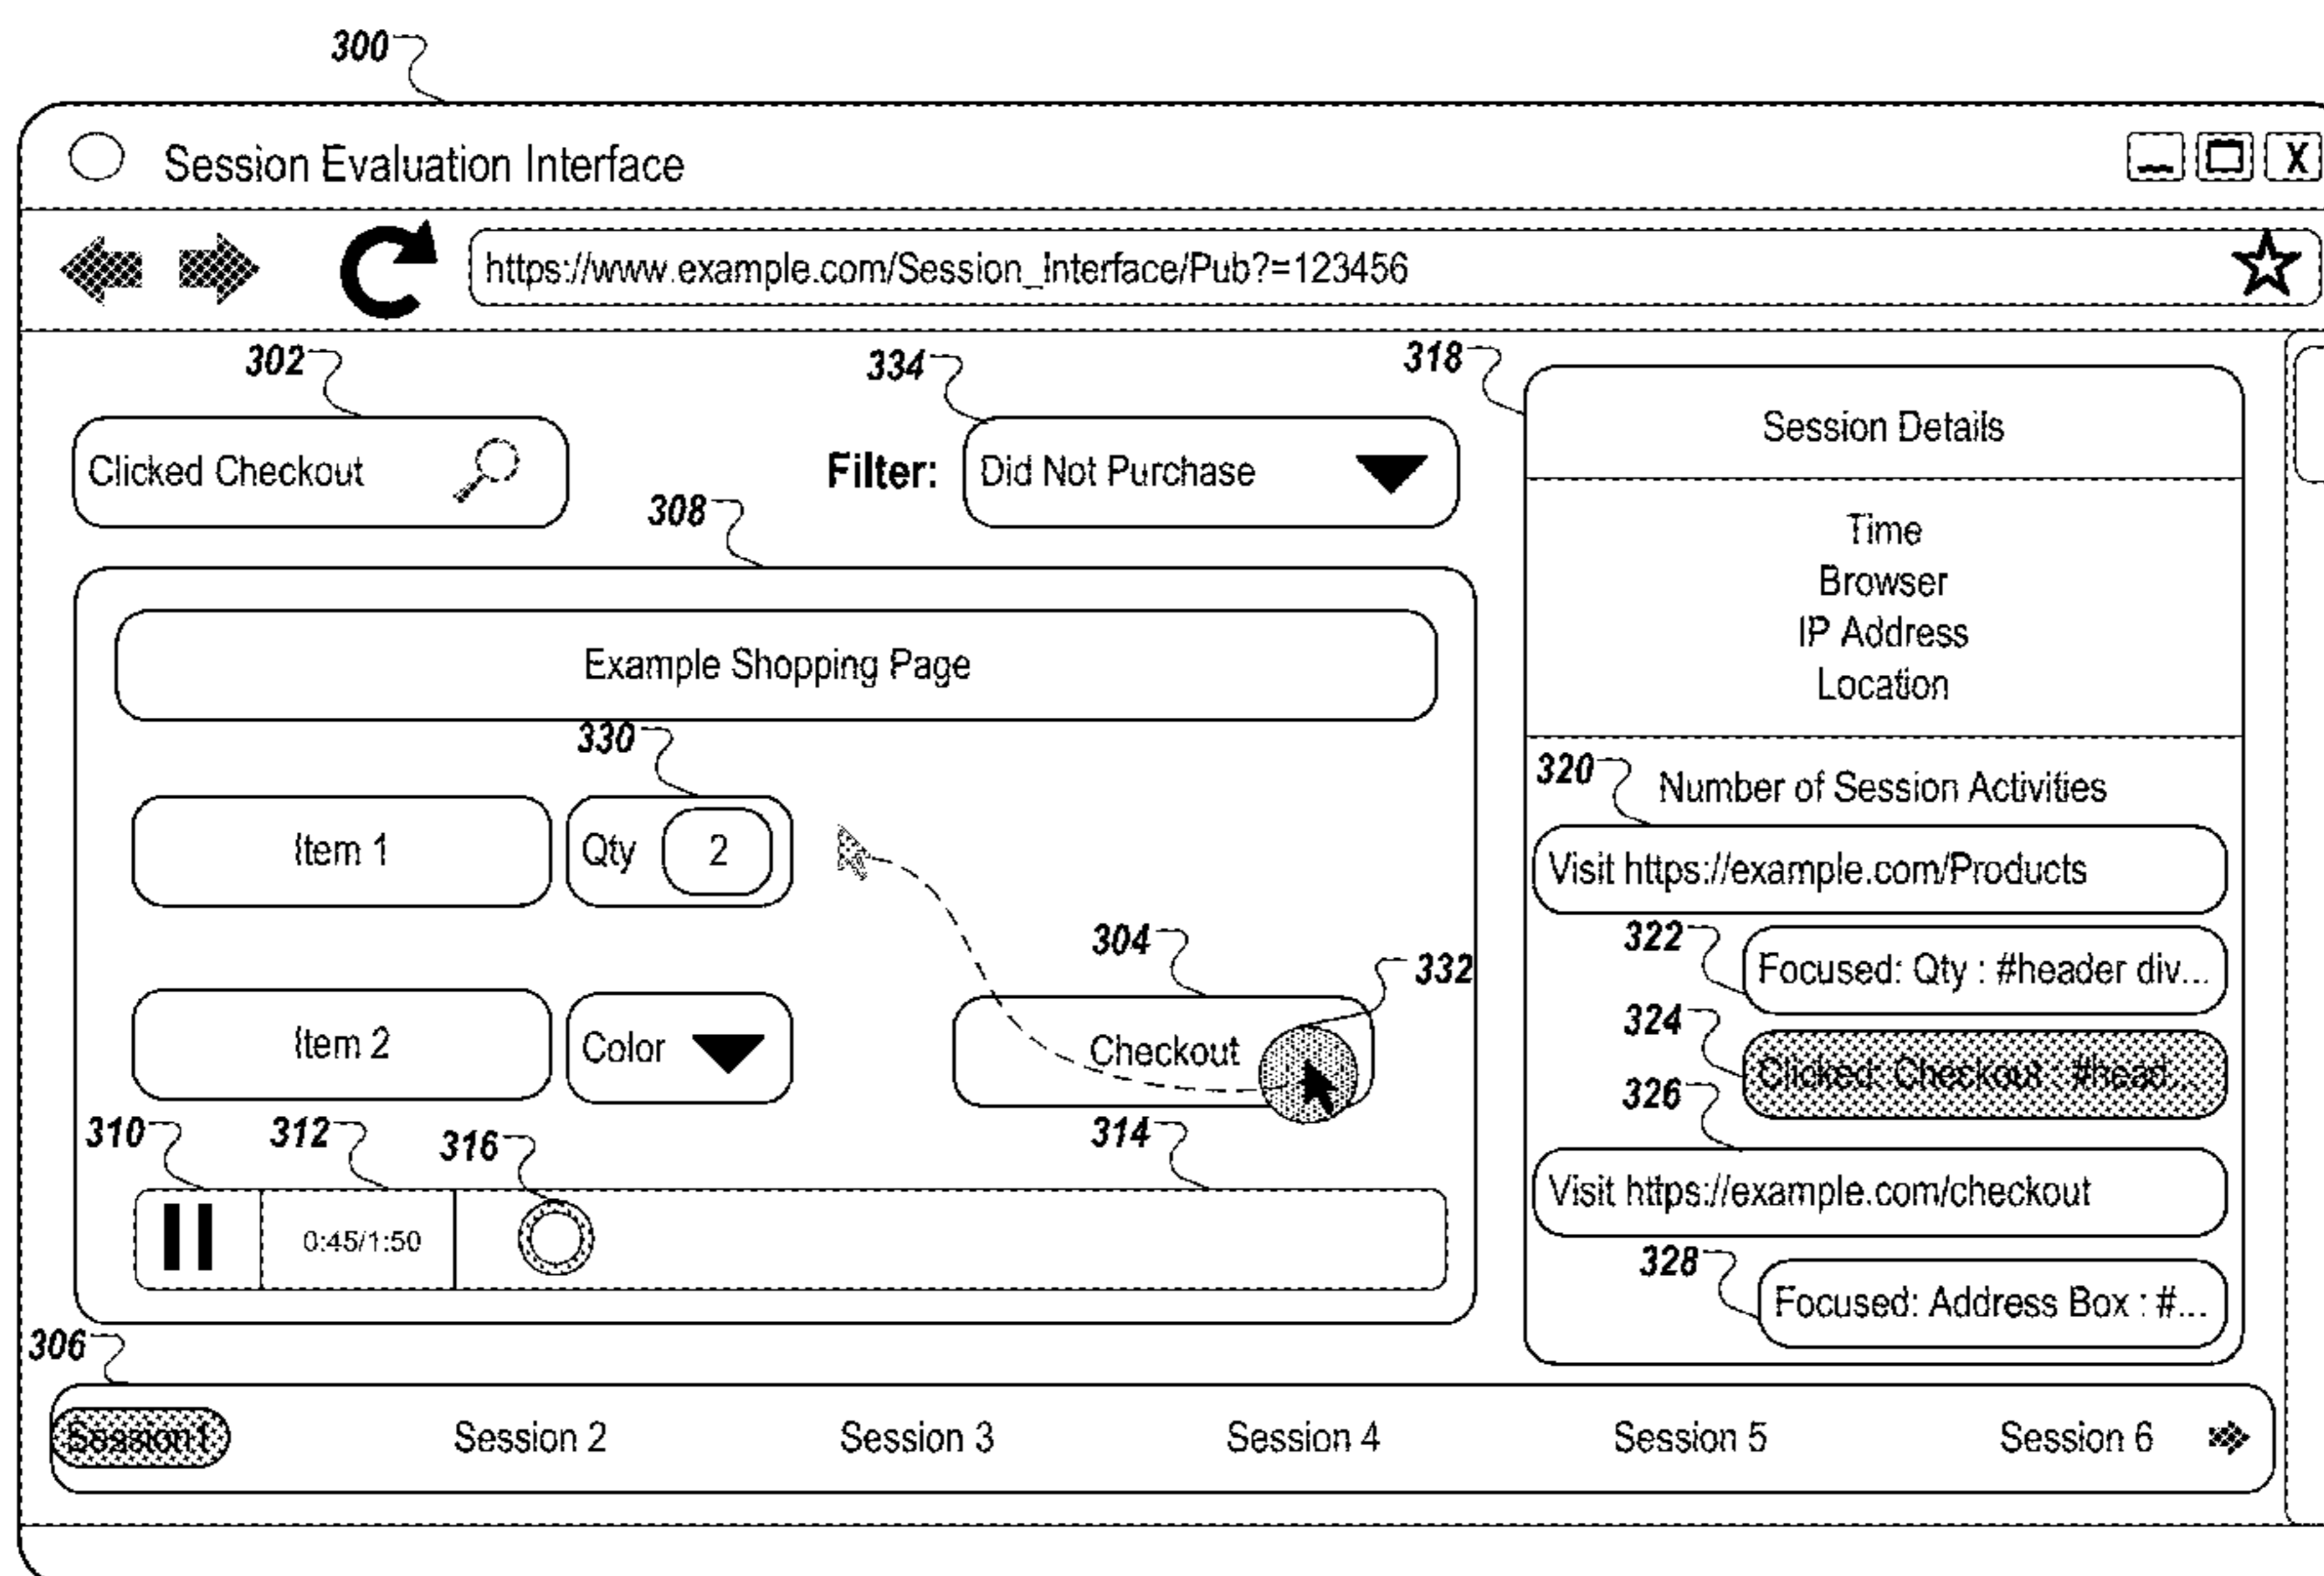 300
Session Evaluation Interface
X
https://www.example.com/Session_Interface/Pub?=123456
302
334
318
Clicked Checkout
Filter: Did Not Purchase
308
Example Shopping Page
330
Item 1
Qty 2
304
332
Item 2
Color
Checkout
310
312
316
314
0:45/1:50
Session Details
Time
Browser
IP Address
Location
320
Number of Session Activities
Visit https://example.com/Products
322
Focused: Qty : #header div...
324
Clicked: Checkout : #head...
326
Visit https://example.com/checkout
328
Focused: Address Box : #...
306
Session 1 Session 2 Session 3 Session 4 Session 5 Session 6